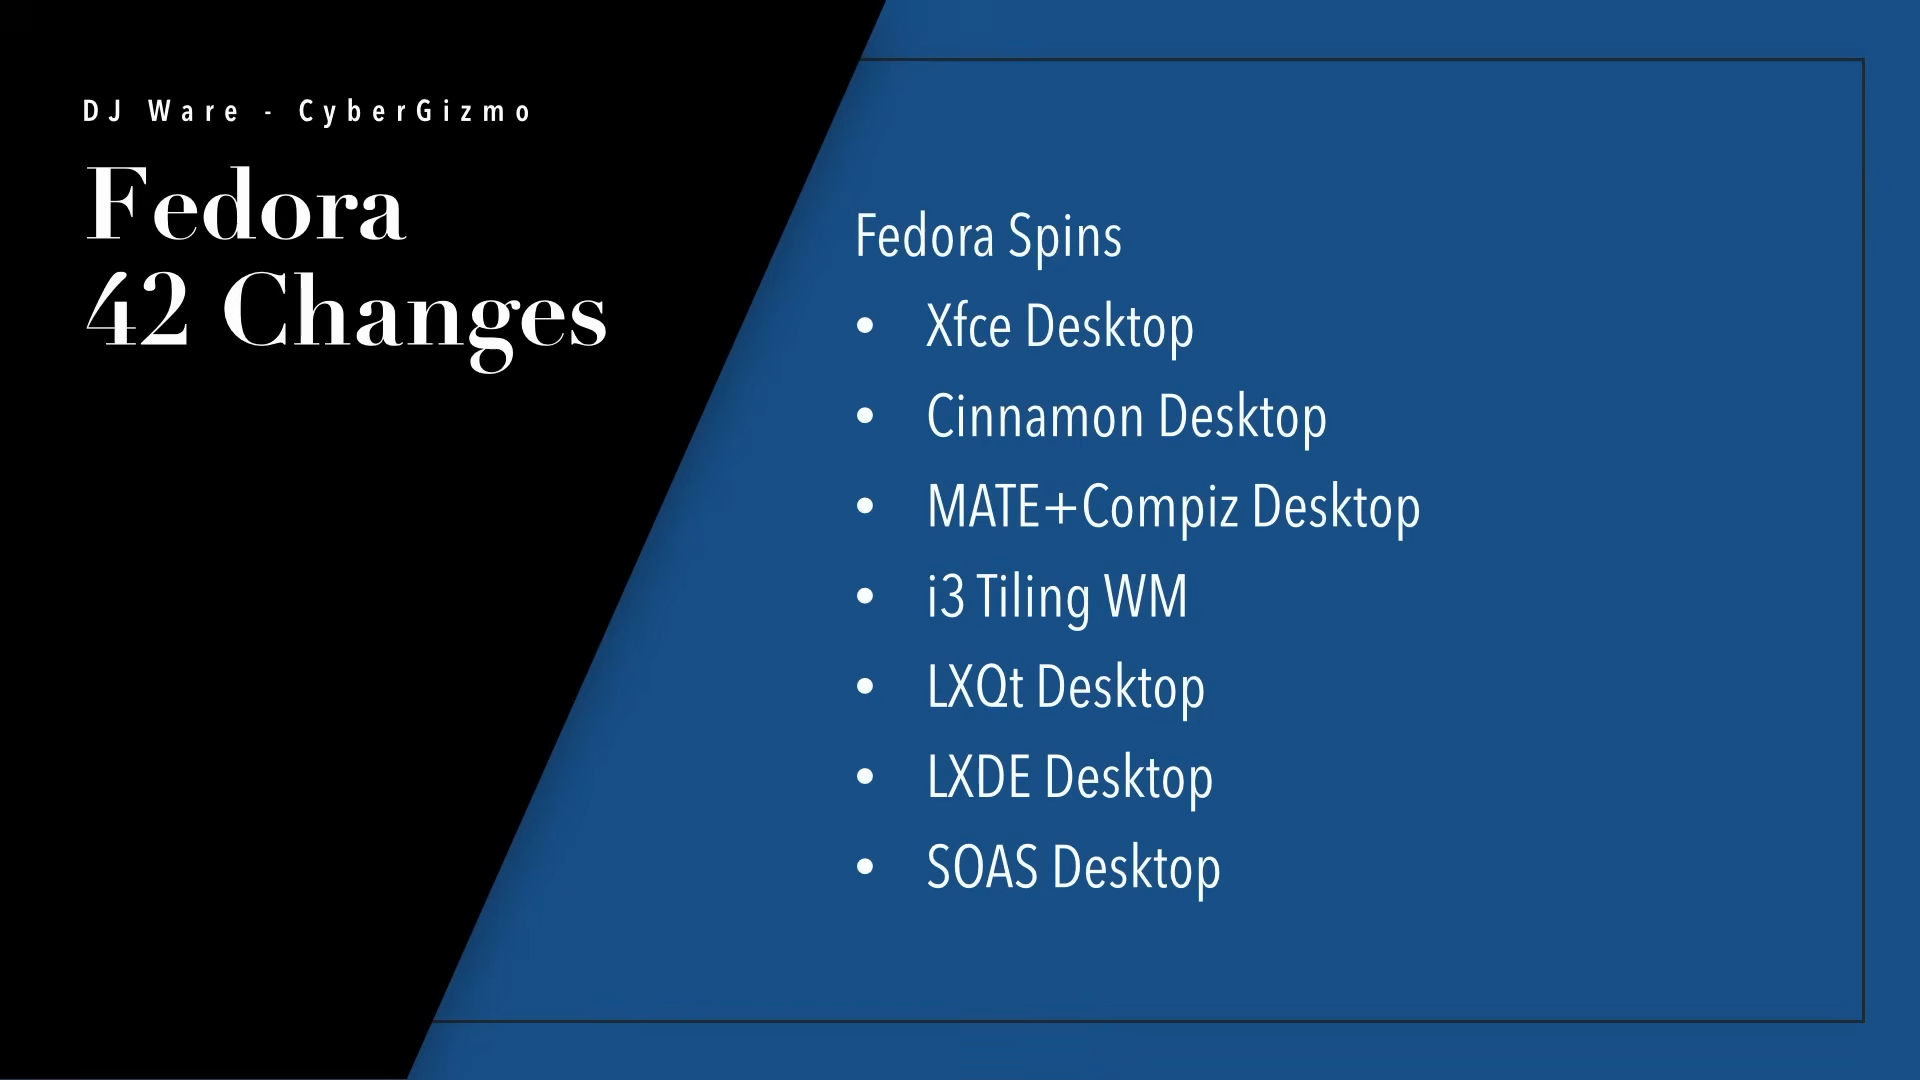 DJ Ware - CyberGizmo
Fedora
42 Changes
Fedora Spins
• Xfce Desktop
• Cinnamon Desktop
• MATE+Compiz Desktop
• i3 Tiling WM
• LXQt Desktop
• LXDE Desktop
• SOAS Desktop